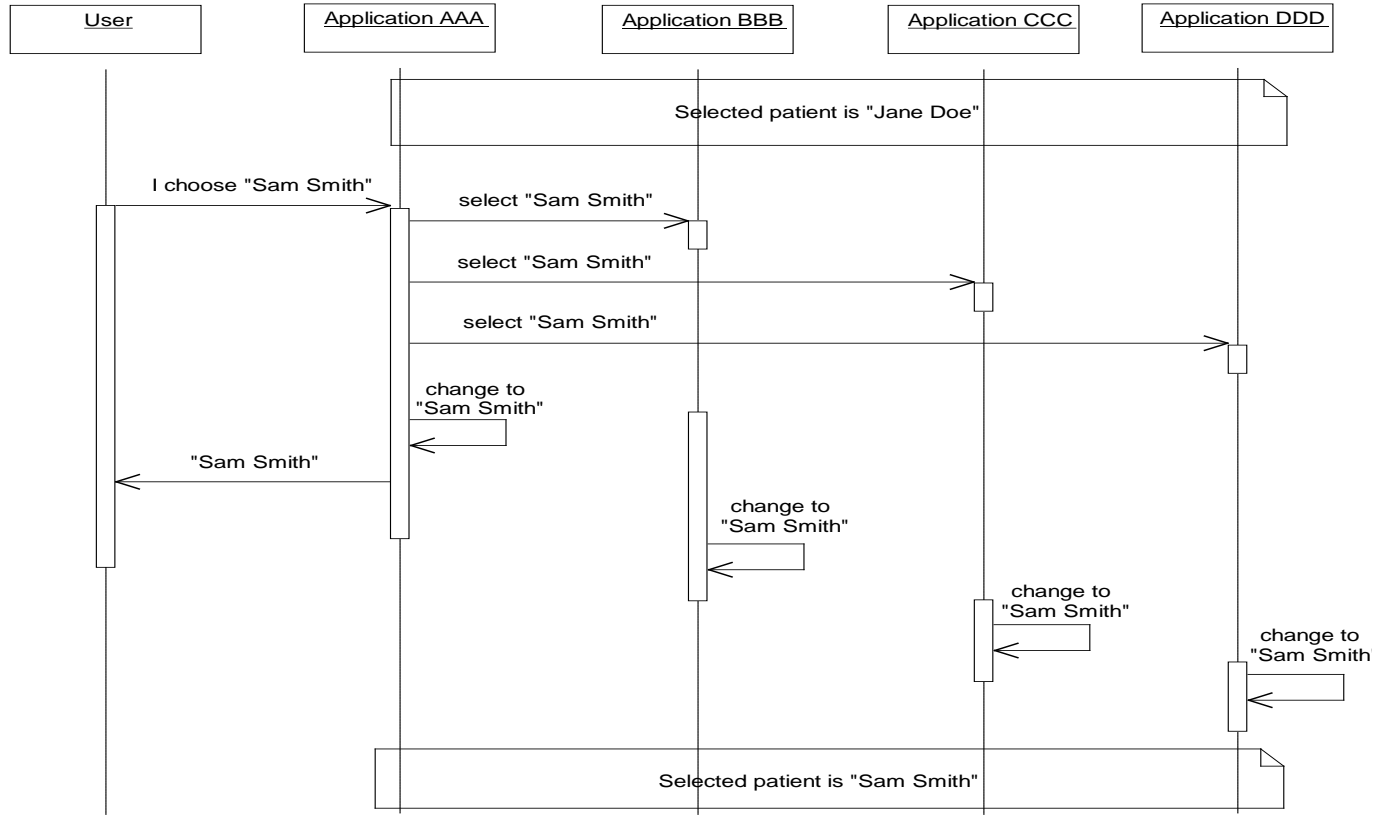 User
Application AAA
Application BBB
Application CCC
Application DDD
Selected patient is "Jane Doe"
I choose "Sam Smith"
select "Sam Smith"
select "Sam Smith"
select "Sam Smith"
change to
"Sam Smith"
"Sam Smith"
change to
"Sam Smith"
change to
"Sam Smith"
change to
"Sam Smith"
Selected patient is "Sam Smith"